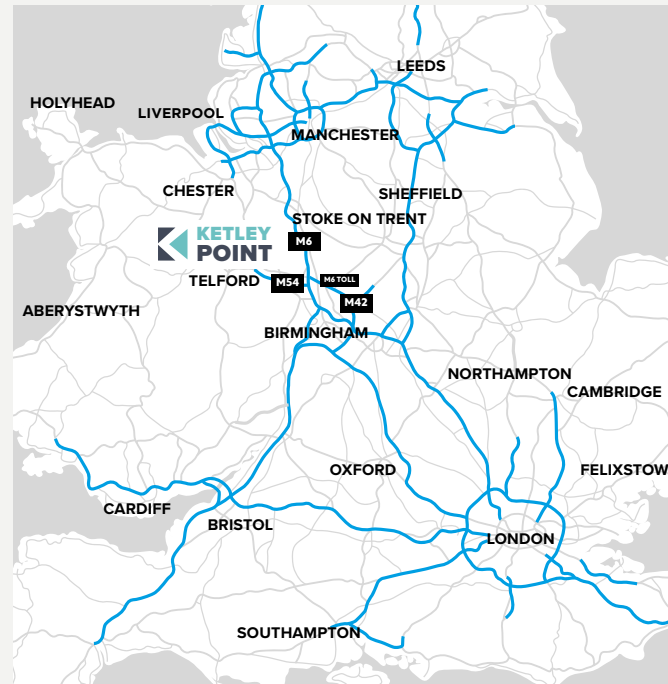 LEEDS
HOLYHEAD
LIVERPOOL
MANCHESTER
CHESTER
SHEFFIELD
STOKE ON TRENT
KETLEY
POINT
M6
TELFORD
M54
M6 TOLL
M42
ABERYSTWYTH
BIRMINGHAM
NORTHAMPTON
CAMBRIDGE
OXFORD
FELIXSTOW
CARDIFF
BRISTOL
LONDON
SOUTHAMPTON